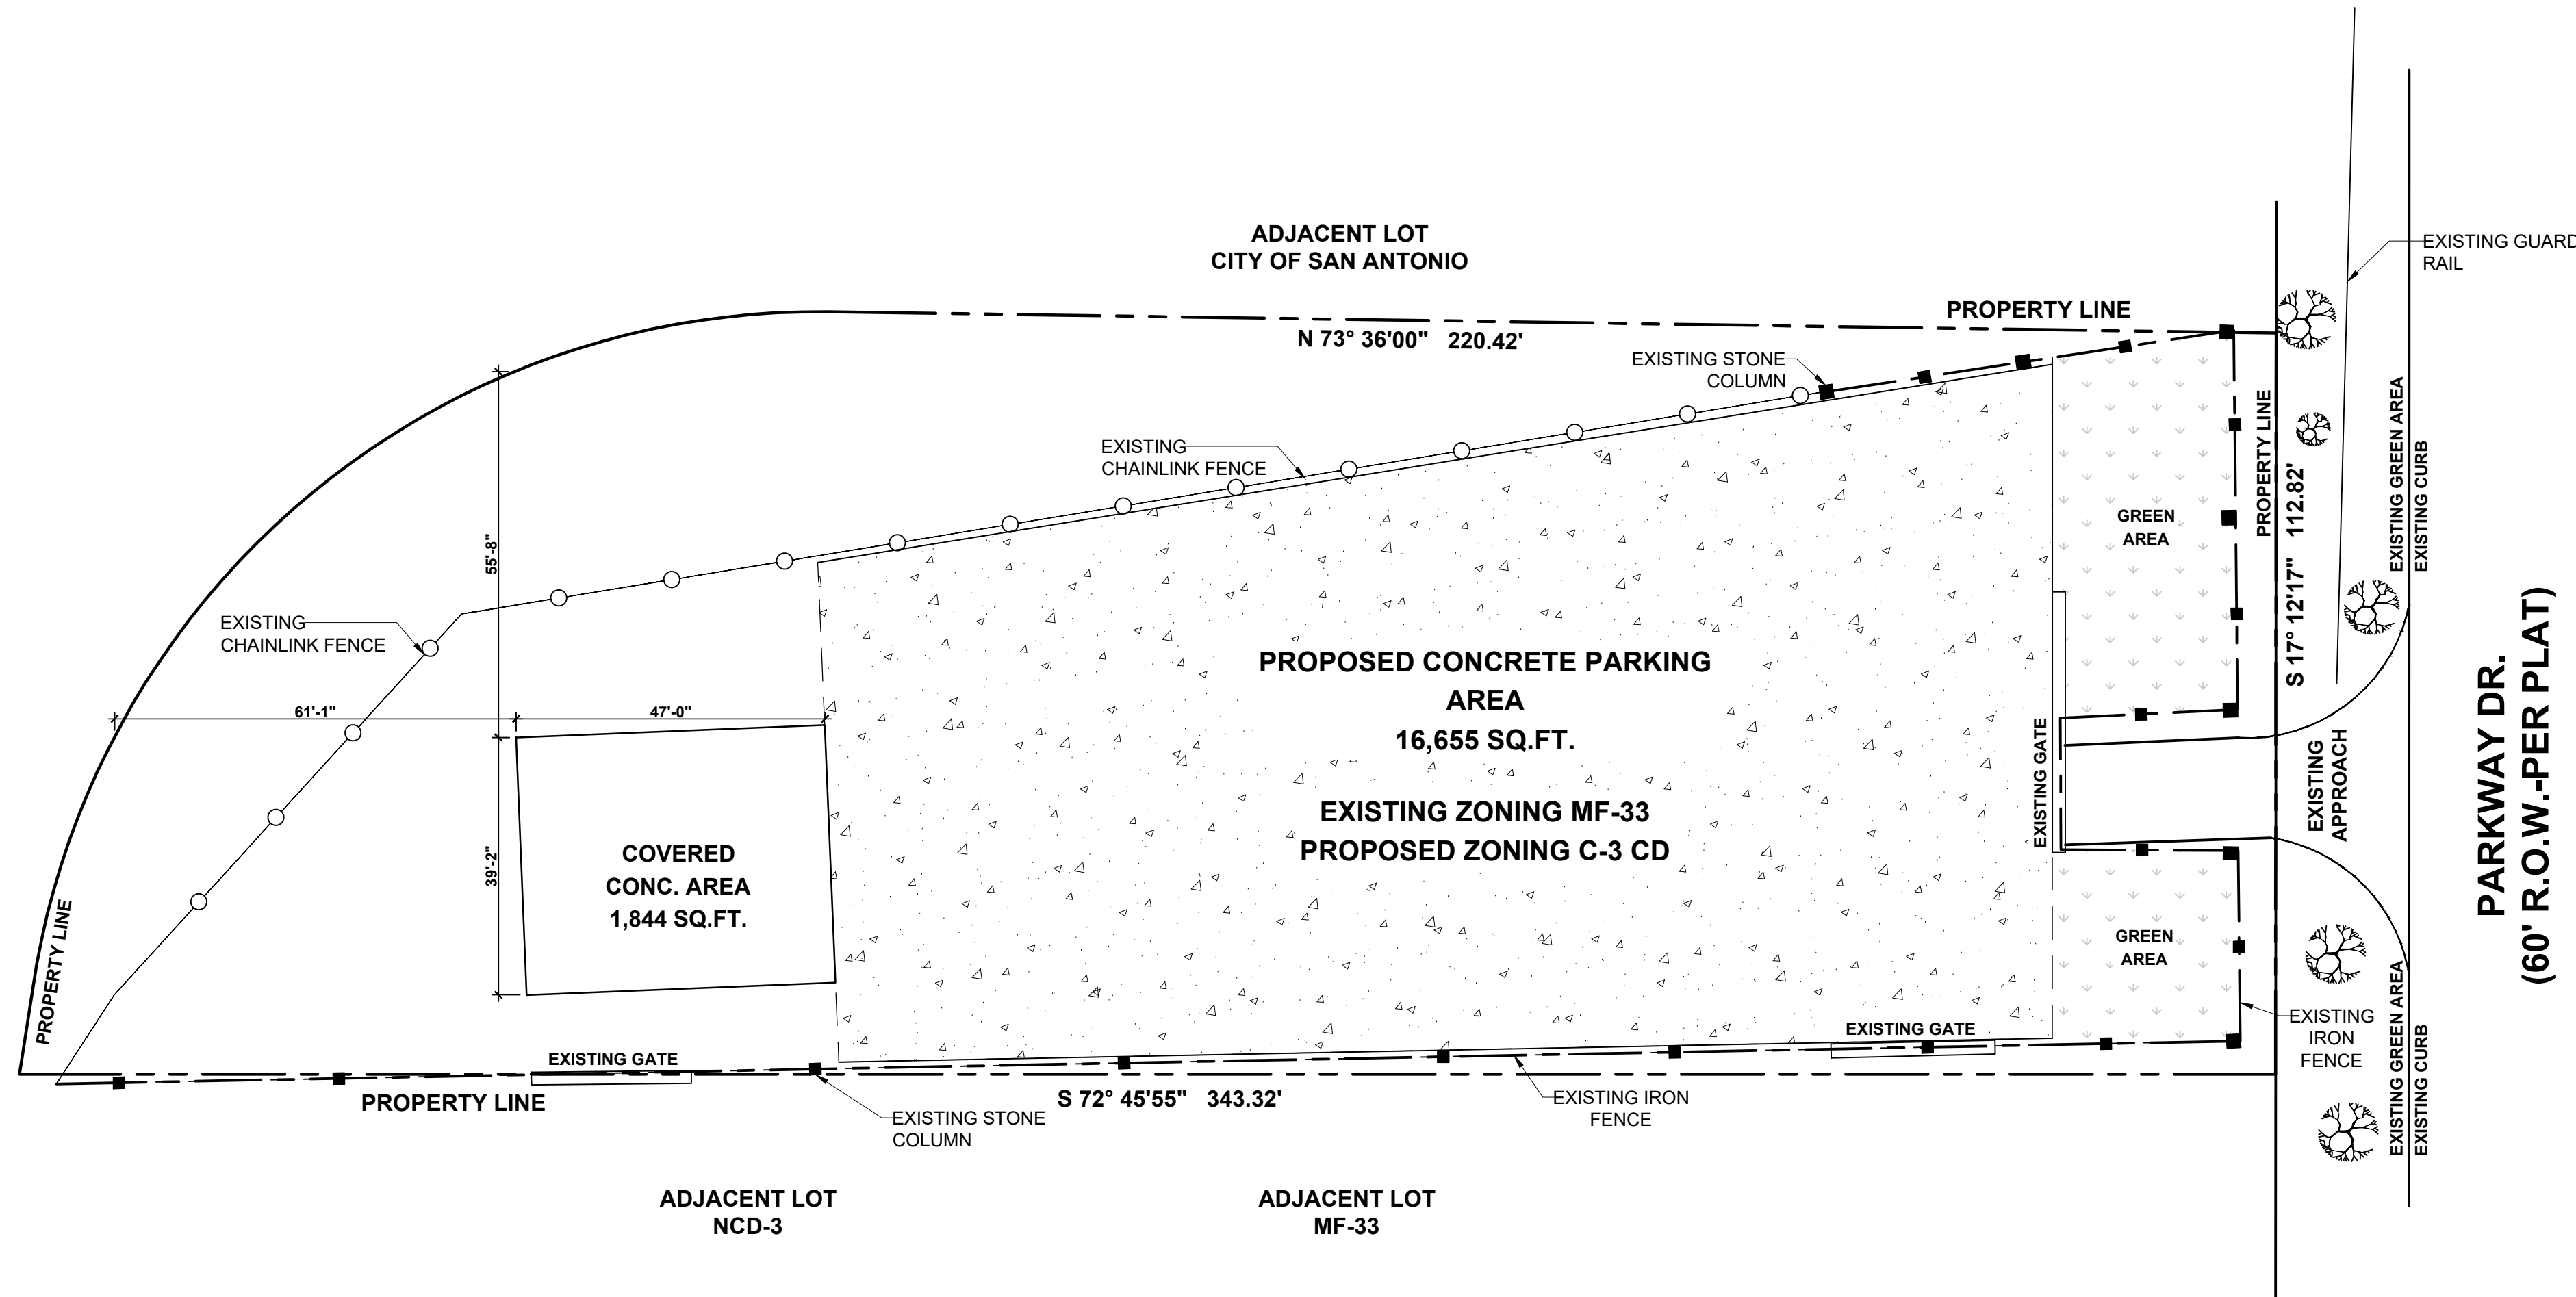 ADJACENT LOT
CITY OF SAN ANTONIO
EXISTING GUARD
RAIL
PROPERTY LINE
N 73° 36'00" 220.42'
EXISTING STONE
COLUMN
EXISTING
CHAINLINK FENCE
55'-8"
GREEN
AREA
PROPERTY LINE
S 17° 12'17" 112.82'
EXISTING GREEN AREA
EXISTING CURB
EXISTING
CHAINLINK FENCE
61'-1"
47'-0"
39'-2"
COVERED
CONC. AREA
1,844 SQ.FT.
PROPOSED CONCRETE PARKING
AREA
16,655 SQ.FT.
EXISTING ZONING MF-33
PROPOSED ZONING C-3 CD
EXISTING GATE
EXISTING
APPROACH
PARKWAY DR.
(60' R.O.W.-PER PLAT)
PROPERTY LINE
GREEN
AREA
EXISTING GREEN AREA
EXISTING CURB
EXISTING
IRON
FENCE
EXISTING GATE
EXISTING GATE
PROPERTY LINE
S 72° 45'55" 343.32'
EXISTING STONE
COLUMN
EXISTING IRON
FENCE
ADJACENT LOT
NCD-3
ADJACENT LOT
MF-33